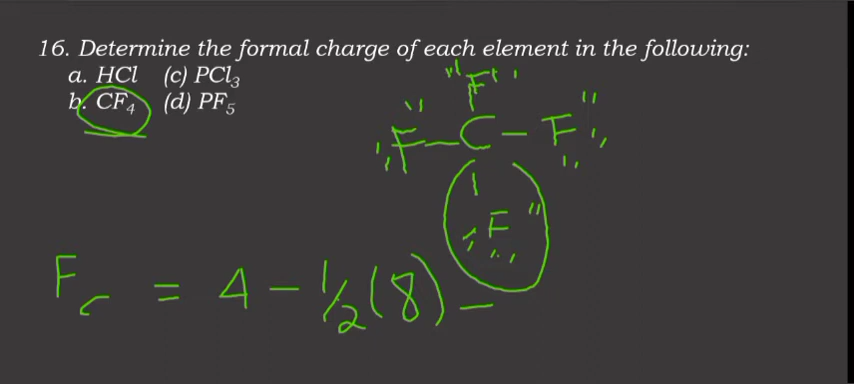 16. Determine the formal charge of each element in the following:
a. HCl (c) PCl₃
b. CF₄ (d) PF₅
F
F—C—F
F
F_c = 4 - 1/2(8) -